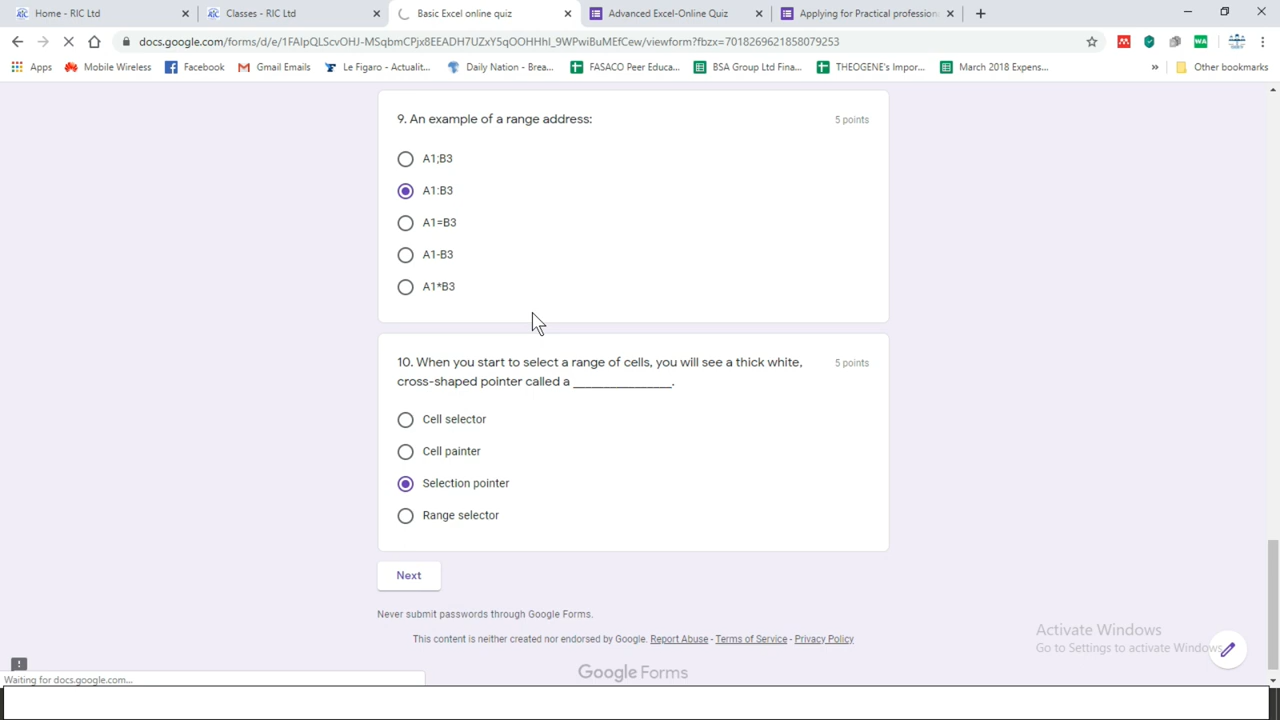 Home - RIC Ltd
Classes - RIC Ltd
Basic Excel online quiz
Advanced Excel-Online Quiz
Applying for Practical profession
docs.google.com/forms/d/e/1FAIpQLScvOHJ-MSqbmCPjx8EEADH7UZxY5qOOHHhI_9WPwiBuMEfCew/viewform?fbzx=7018269621858079253
Apps
Mobile Wireless
Facebook
Gmail Emails
Le Figaro - Actualit...
Daily Nation - Brea...
FASACO Peer Educa...
BSA Group Ltd Fina...
THEOGENE's Impor...
March 2018 Expens...
Other bookmarks
9. An example of a range address:
5 points
A1;B3
A1:B3
A1=B3
A1-B3
A1*B3
10. When you start to select a range of cells, you will see a thick white,
5 points
cross-shaped pointer called a ________________.
Cell selector
Cell painter
Selection pointer
Range selector
Next
Never submit passwords through Google Forms.
This content is neither created nor endorsed by Google. Report Abuse - Terms of Service - Privacy Policy
Google Forms
Activate Windows
Go to Settings to activate Windows
Waiting for docs.google.com...